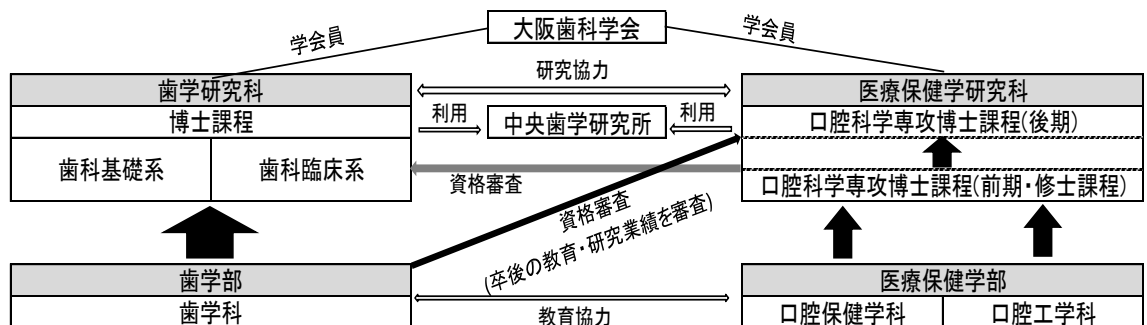 大阪歯科学会
学会員
学会員
歯学研究科
研究協力
医療保健学研究科
博士課程
利用
中央歯学研究所
利用
口腔科学専攻博士課程(後期)
歯科基礎系
歯科臨床系
資格審査
口腔科学専攻博士課程(前期・修士課程)
資格審査
(卒後の教育・研究業績を審査)
歯学部
医療保健学部
歯学科
教育協力
口腔保健学科
口腔工学科